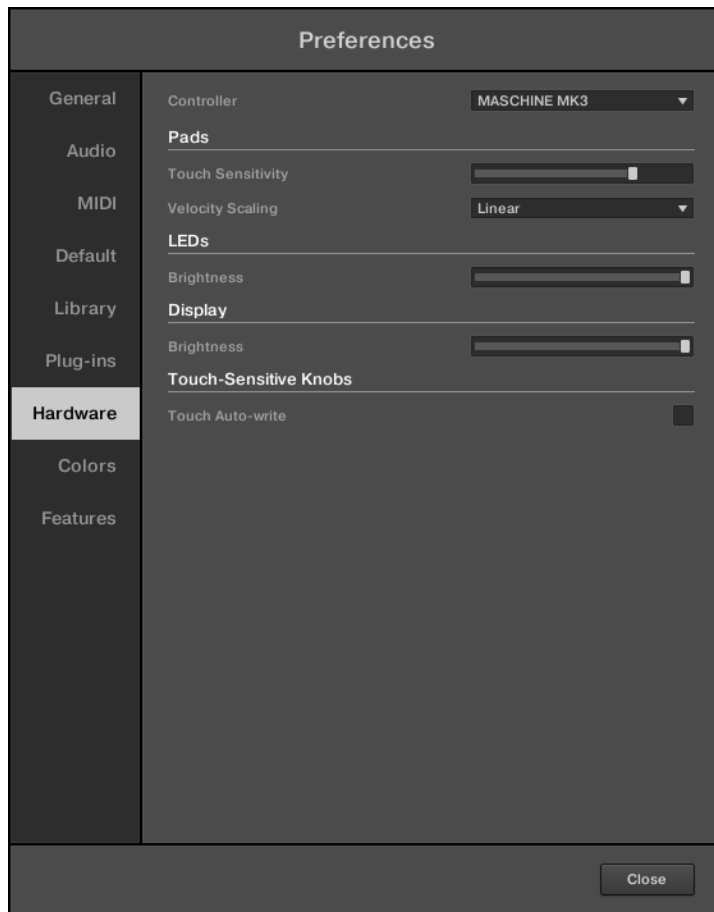 Preferences
General
Audio
MIDI
Default
Library
Plug-ins
Hardware
Colors
Features
Controller MASCHINE MK3
Pads
Touch Sensitivity
Velocity Scaling Linear
LEDs
Brightness
Display
Brightness
Touch-Sensitive Knobs
Touch Auto-write
Close